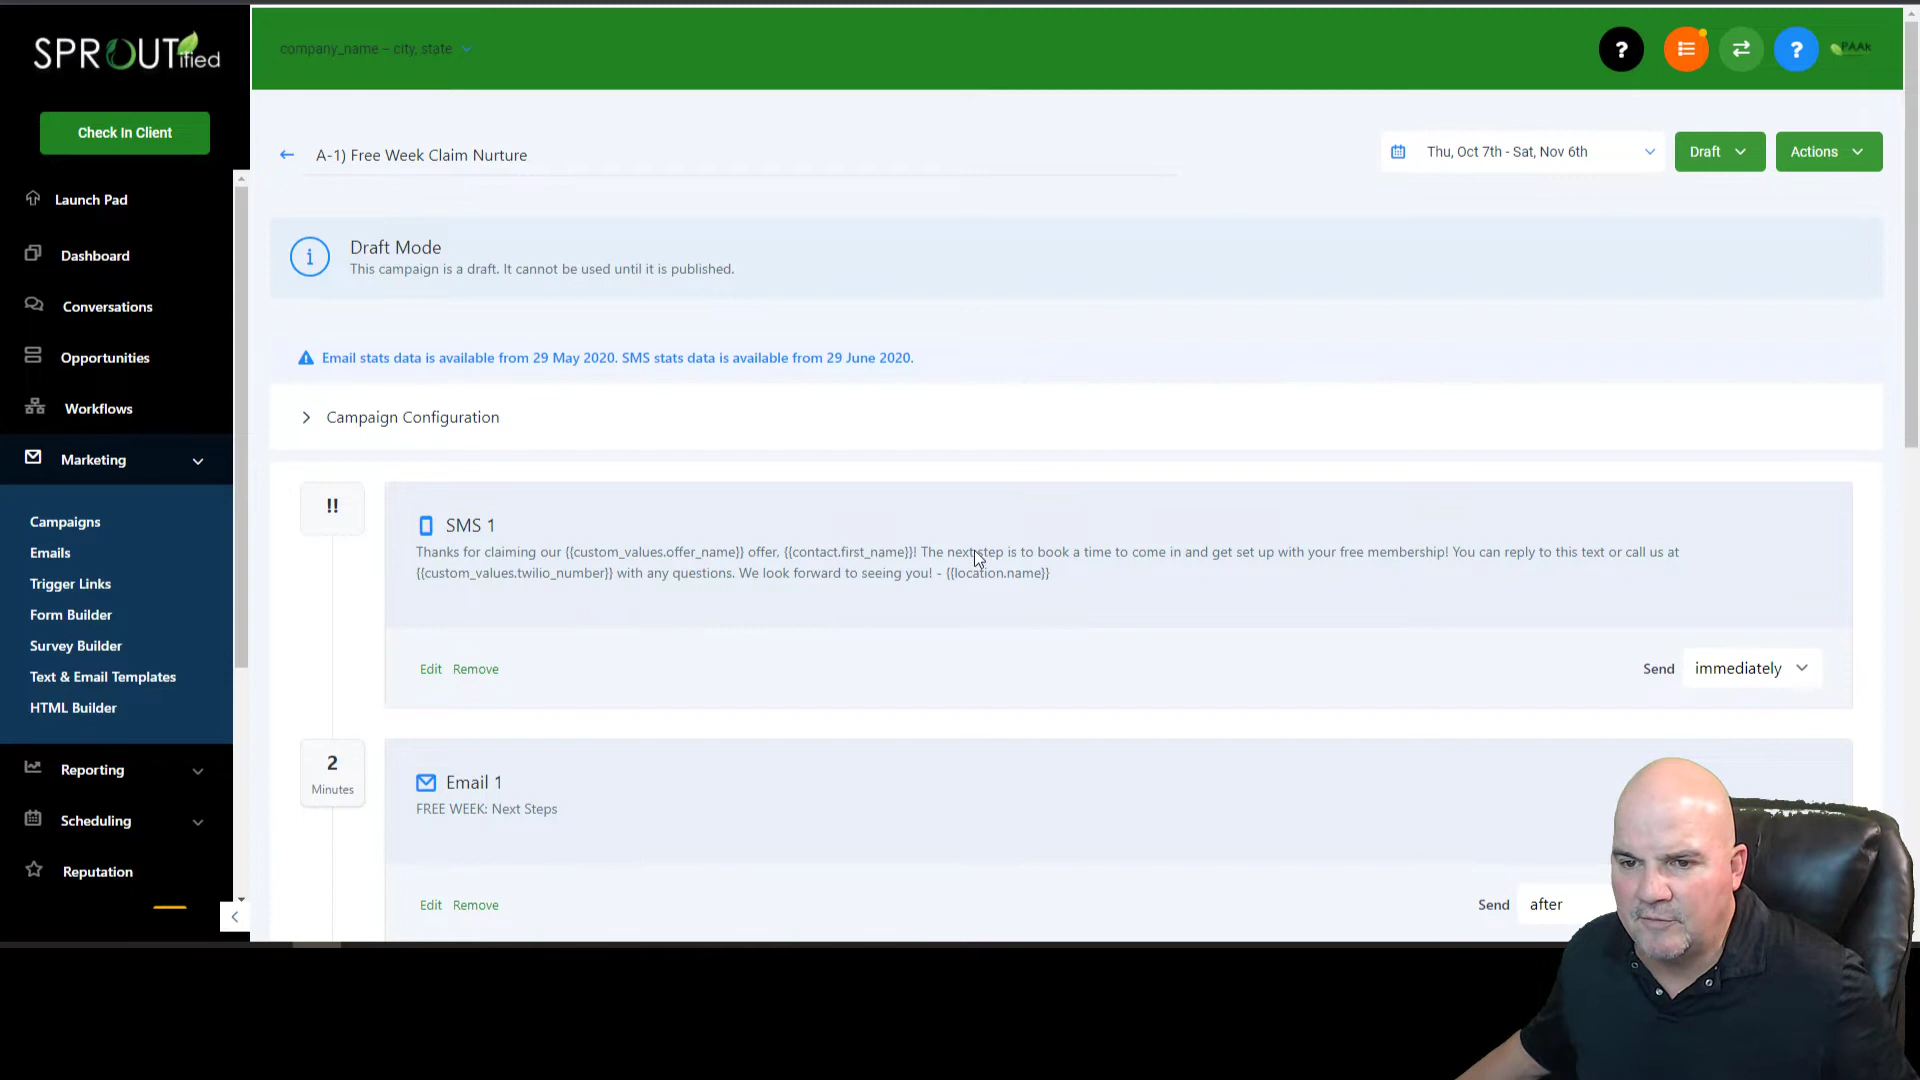 SPROUTified
company_name – city, state
?
?
PAAK
Check In Client
A-1) Free Week Claim Nurture
Thu, Oct 7th - Sat, Nov 6th
Draft
Actions
Launch Pad
Dashboard
Conversations
Opportunities
Workflows
Marketing
Campaigns
Emails
Trigger Links
Form Builder
Survey Builder
Text & Email Templates
HTML Builder
Reporting
Scheduling
Reputation
i
Draft Mode
This campaign is a draft. It cannot be used until it is published.
Email stats data is available from 29 May 2020. SMS stats data is available from 29 June 2020.
Campaign Configuration
!!
SMS 1
Thanks for claiming our {{custom_values.offer_name}} offer, {{contact.first_name}}! The next step is to book a time to come in and get set up with your free membership! You can reply to this text or call us at
{{custom_values.twilio_number}} with any questions. We look forward to seeing you! - {{location.name}}
Edit Remove
Send immediately
2
Minutes
Email 1
FREE WEEK: Next Steps
Edit Remove
Send after